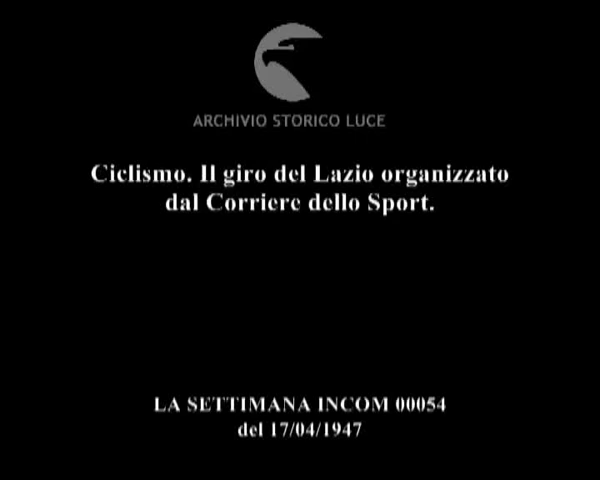 ARCHIVIO STORICO LUCE
Ciclismo. Il giro del Lazio organizzato
dal Corriere dello Sport.
LA SETTIMANA INCOM 00054
del 17/04/1947